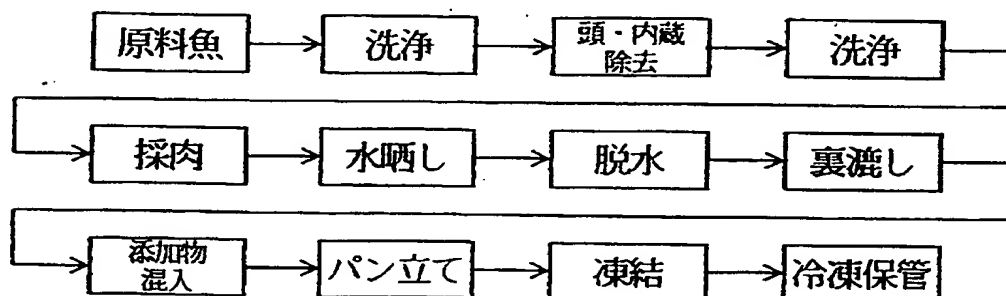 原料魚
洗浄
頭・内蔵
除去
洗浄
採肉
水晒し
脱水
裏漉し
添加物
混入
パン立て
凍結
冷凍保管